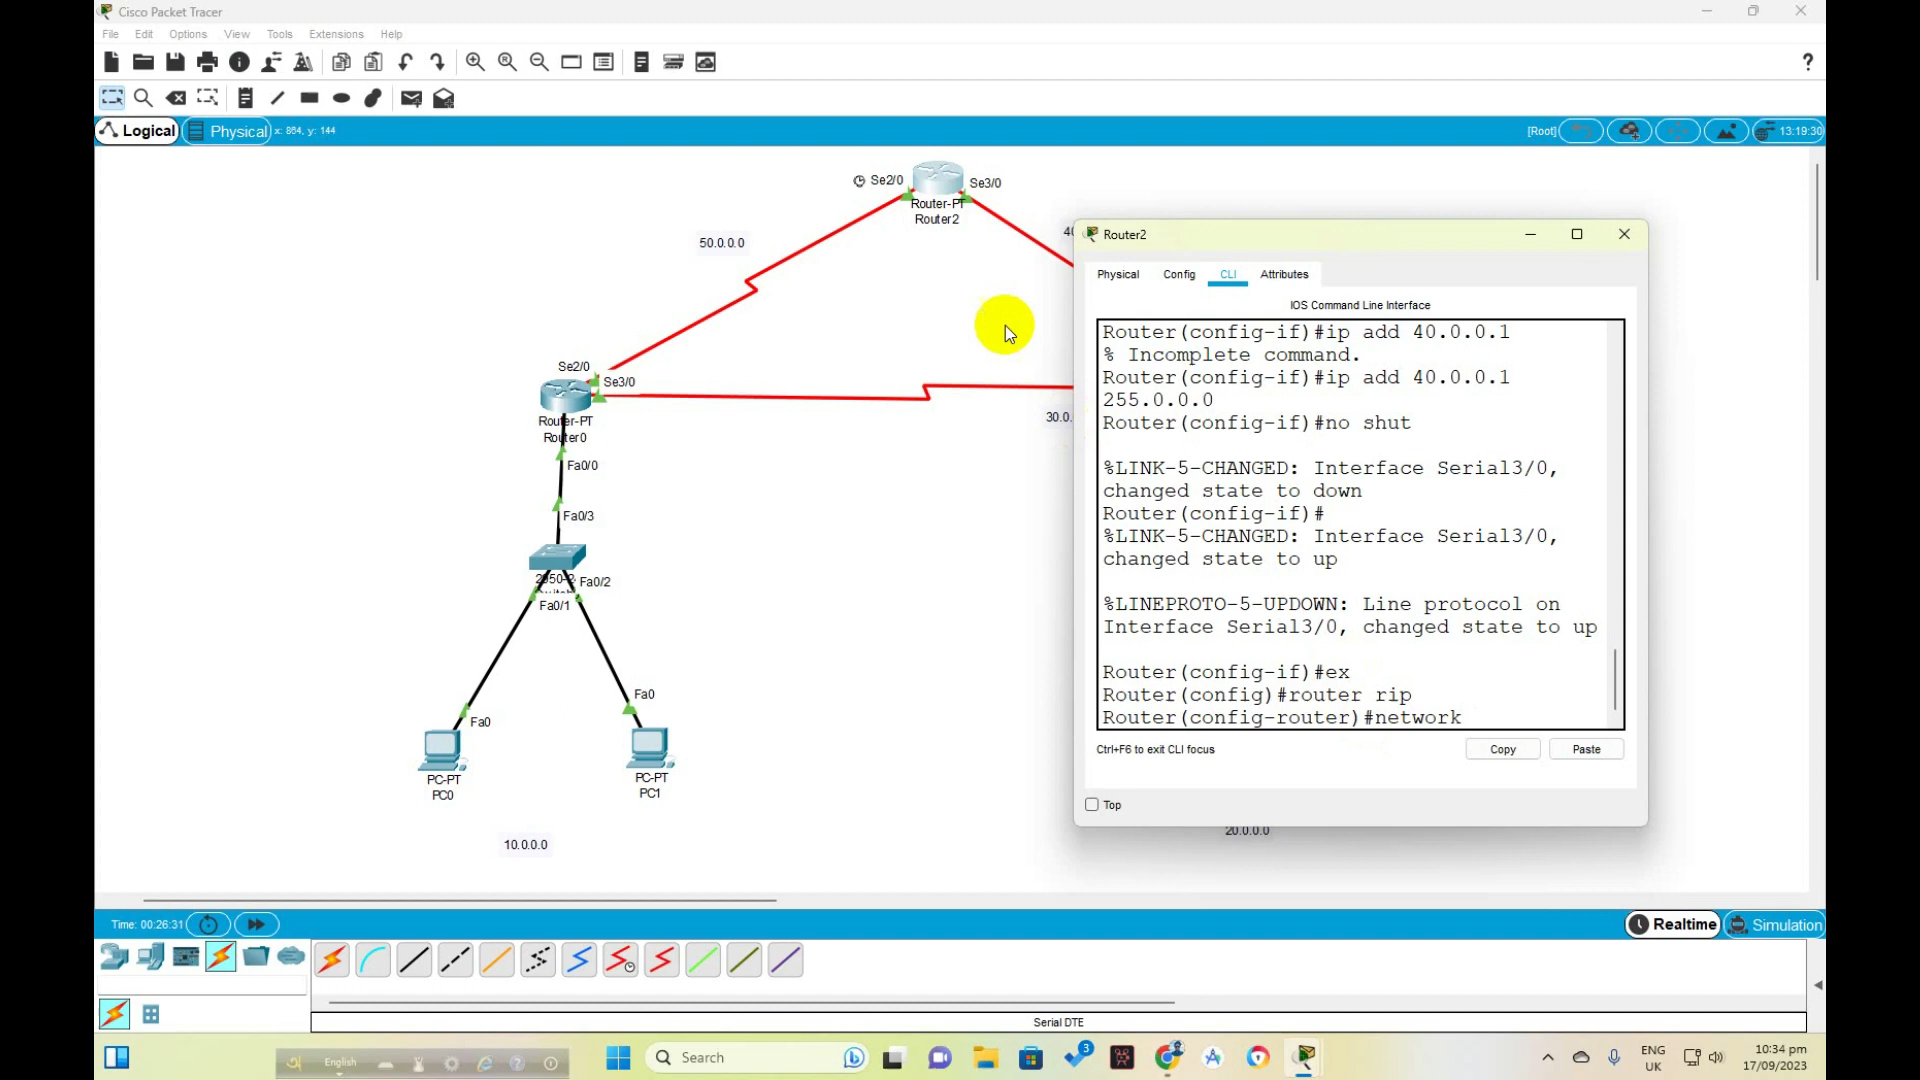 Cisco Packet Tracer
File Edit Options View Tools Extensions Help
Logical Physical x: 864, y: 144 [Root] 13:19:30
Se2/0 Se3/0
Router-PT
Router2
50.0.0.0
40
Se2/0
Se3/0
Router-PT
Router0
30.0.
Fa0/0
Fa0/3
Fa0/2
Fa0/1
Fa0
Fa0
PC-PT
PC0
PC-PT
PC1
10.0.0.0
20.0.0.0
Router2
Physical Config CLI Attributes
IOS Command Line Interface
Router(config-if)#ip add 40.0.0.1
% Incomplete command.
Router(config-if)#ip add 40.0.0.1
255.0.0.0
Router(config-if)#no shut
%LINK-5-CHANGED: Interface Serial3/0,
changed state to down
Router(config-if)#
%LINK-5-CHANGED: Interface Serial3/0,
changed state to up
%LINEPROTO-5-UPDOWN: Line protocol on
Interface Serial3/0, changed state to up
Router(config-if)#ex
Router(config)#router rip
Router(config-router)#network
Ctrl+F6 to exit CLI focus Copy Paste
Top
Time: 00:26:31 Realtime Simulation
Serial DTE
English Search 3 ENG
UK
10:34 pm
17/09/2023